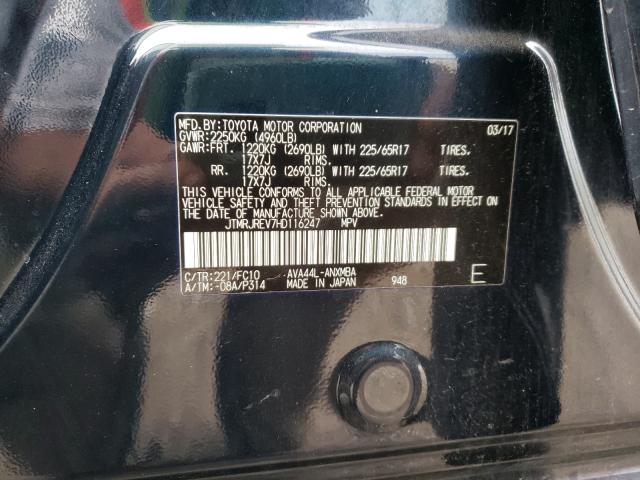 MFD.BY:TOYOTA MOTOR CORPORATION 03/17
GVWR:2250KG (4960LB)
GAWR:FRT. 1220KG (2690LB) WITH 225/65R17 TIRES.
17X7J RIMS.
RR. 1220KG (2690LB) WITH 225/65R17 TIRES.
17X7J RIMS.
THIS VEHICLE CONFORMS TO ALL APPLICABLE FEDERAL MOTOR
VEHICLE SAFETY AND THEFT PREVENTION STANDARDS IN EFFECT
ON THE DATE OF MANUFACTURE SHOWN ABOVE.
JTMRJREV7HD116247 MPV
C/TR:221/FC10 AVA44L-ANXMBA
A/TM:-08A/P314 MADE IN JAPAN 948 E